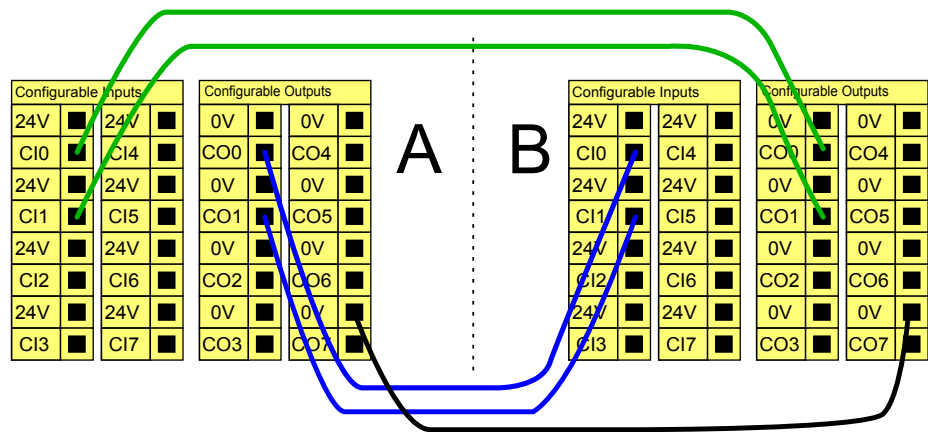 Configurable Inputs
24V 24V
CI0 CI4
24V 24V
CI1 CI5
24V 24V
CI2 CI6
24V 24V
CI3 CI7
Configurable Outputs
0V 0V
CO0 CO4
0V 0V
CO1 CO5
0V 0V
CO2 CO6
0V 0V
CO3 CO7
A
B
Configurable Inputs
24V 24V
CI0 CI4
24V 24V
CI1 CI5
24V 24V
CI2 CI6
24V 24V
CI3 CI7
Configurable Outputs
0V 0V
CO0 CO4
0V 0V
CO1 CO5
0V 0V
CO2 CO6
0V 0V
CO3 CO7